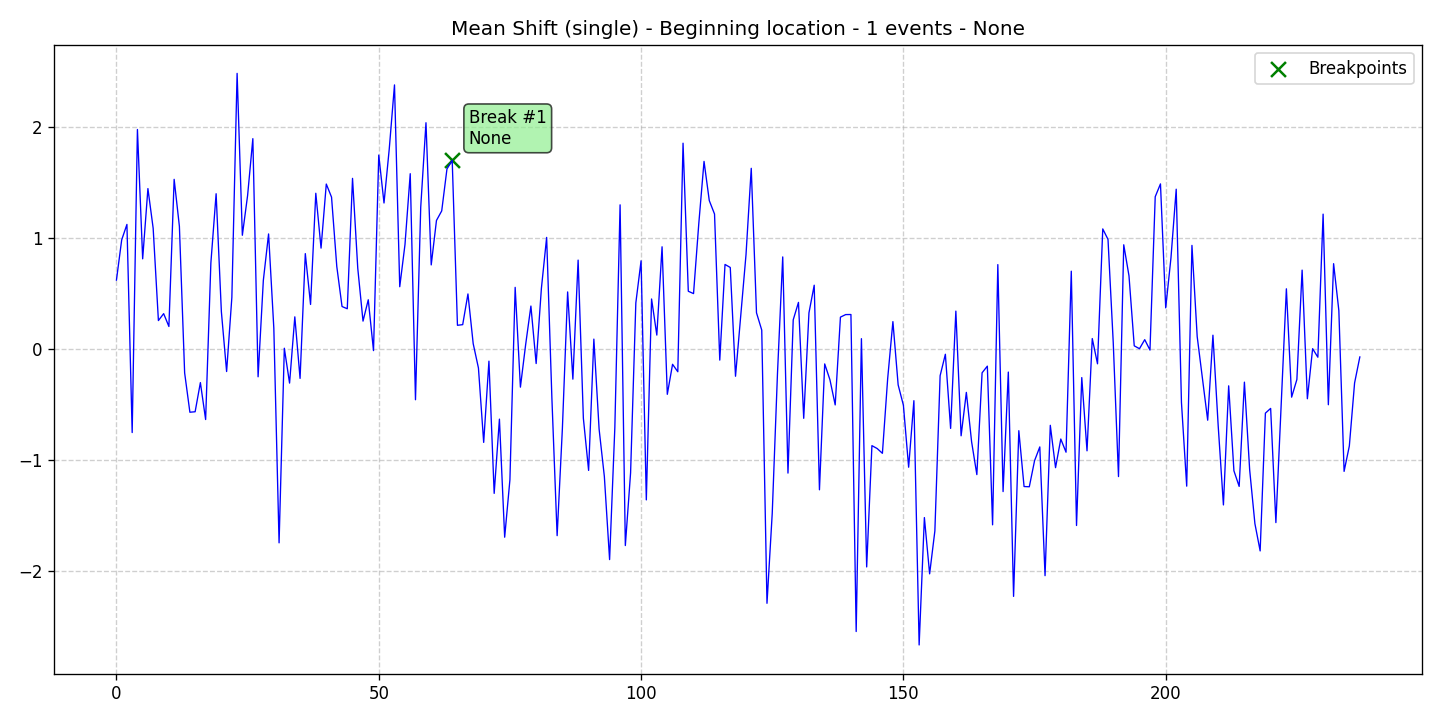 Mean Shift (single) - Beginning location - 1 events - None
Breakpoints
Break #1
None
2
1
0
−1
−2
0
50
100
150
200